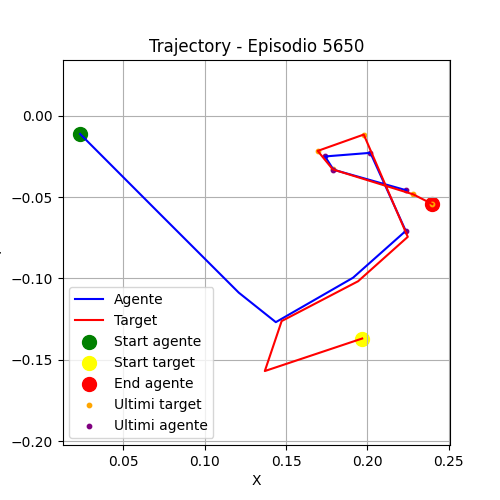 Trajectory - Episodio 5650
0.00
−0.05
−0.10
−0.15
−0.20
Agente
Target
Start agente
Start target
End agente
Ultimi target
Ultimi agente
0.05
0.10
0.15
0.20
0.25
X